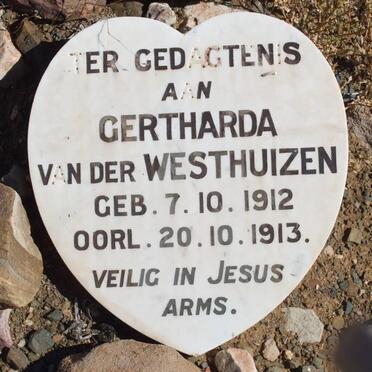 TER GEDAGTENIS
AAN
GERTHARDA
VAN DER WESTHUIZEN
GEB. 7. 10. 1912
OORL. 20. 10. 1913.
VEILIG IN JESUS
ARMS.